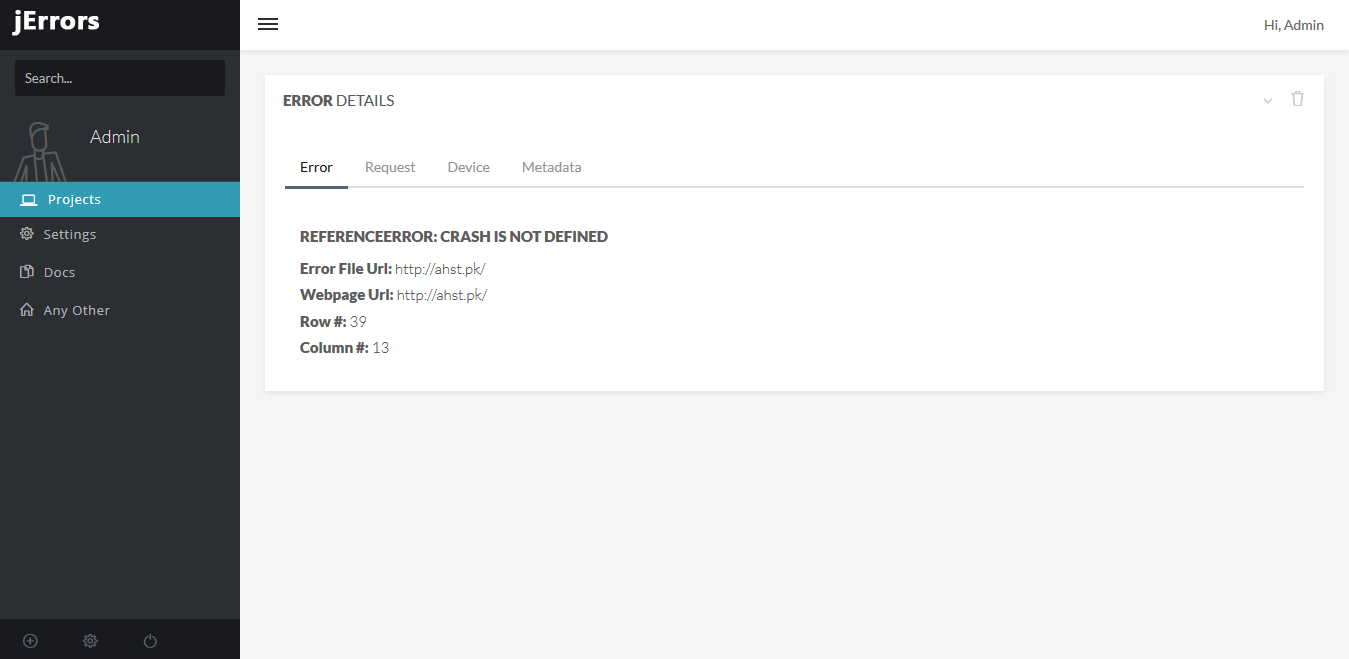 jErrors
Hi, Admin
Search...
Admin
Projects
Settings
Docs
Any Other
ERROR DETAILS
Error Request Device Metadata
REFERENCEERROR: CRASH IS NOT DEFINED
Error File Url: http://ahst.pk/
Webpage Url: http://ahst.pk/
Row #: 39
Column #: 13